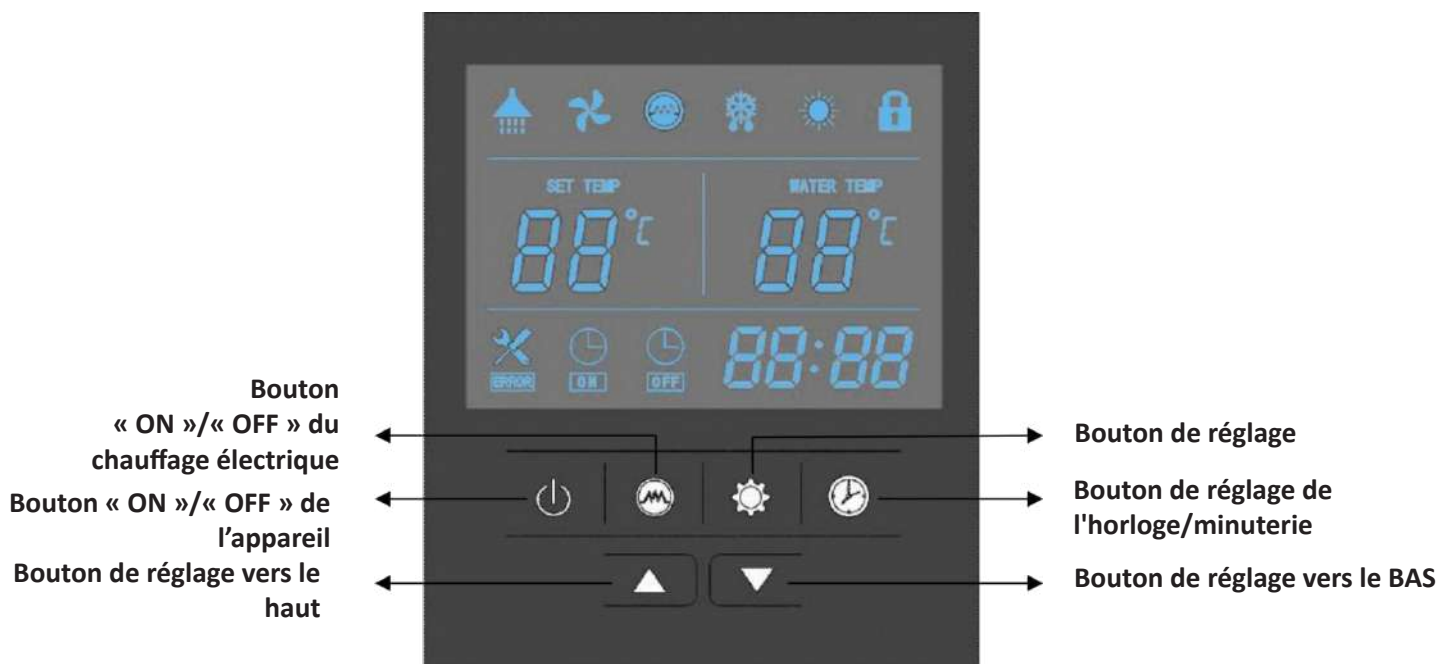 SET TEMP
WATER TEMP
88°C
88°C
ERROR
ON
OFF
88:88
Bouton
« ON »/« OFF » du
chauffage électrique
Bouton « ON »/« OFF » de
l’appareil
Bouton de réglage vers le
haut
Bouton de réglage
Bouton de réglage de
l'horloge/minuterie
Bouton de réglage vers le BAS